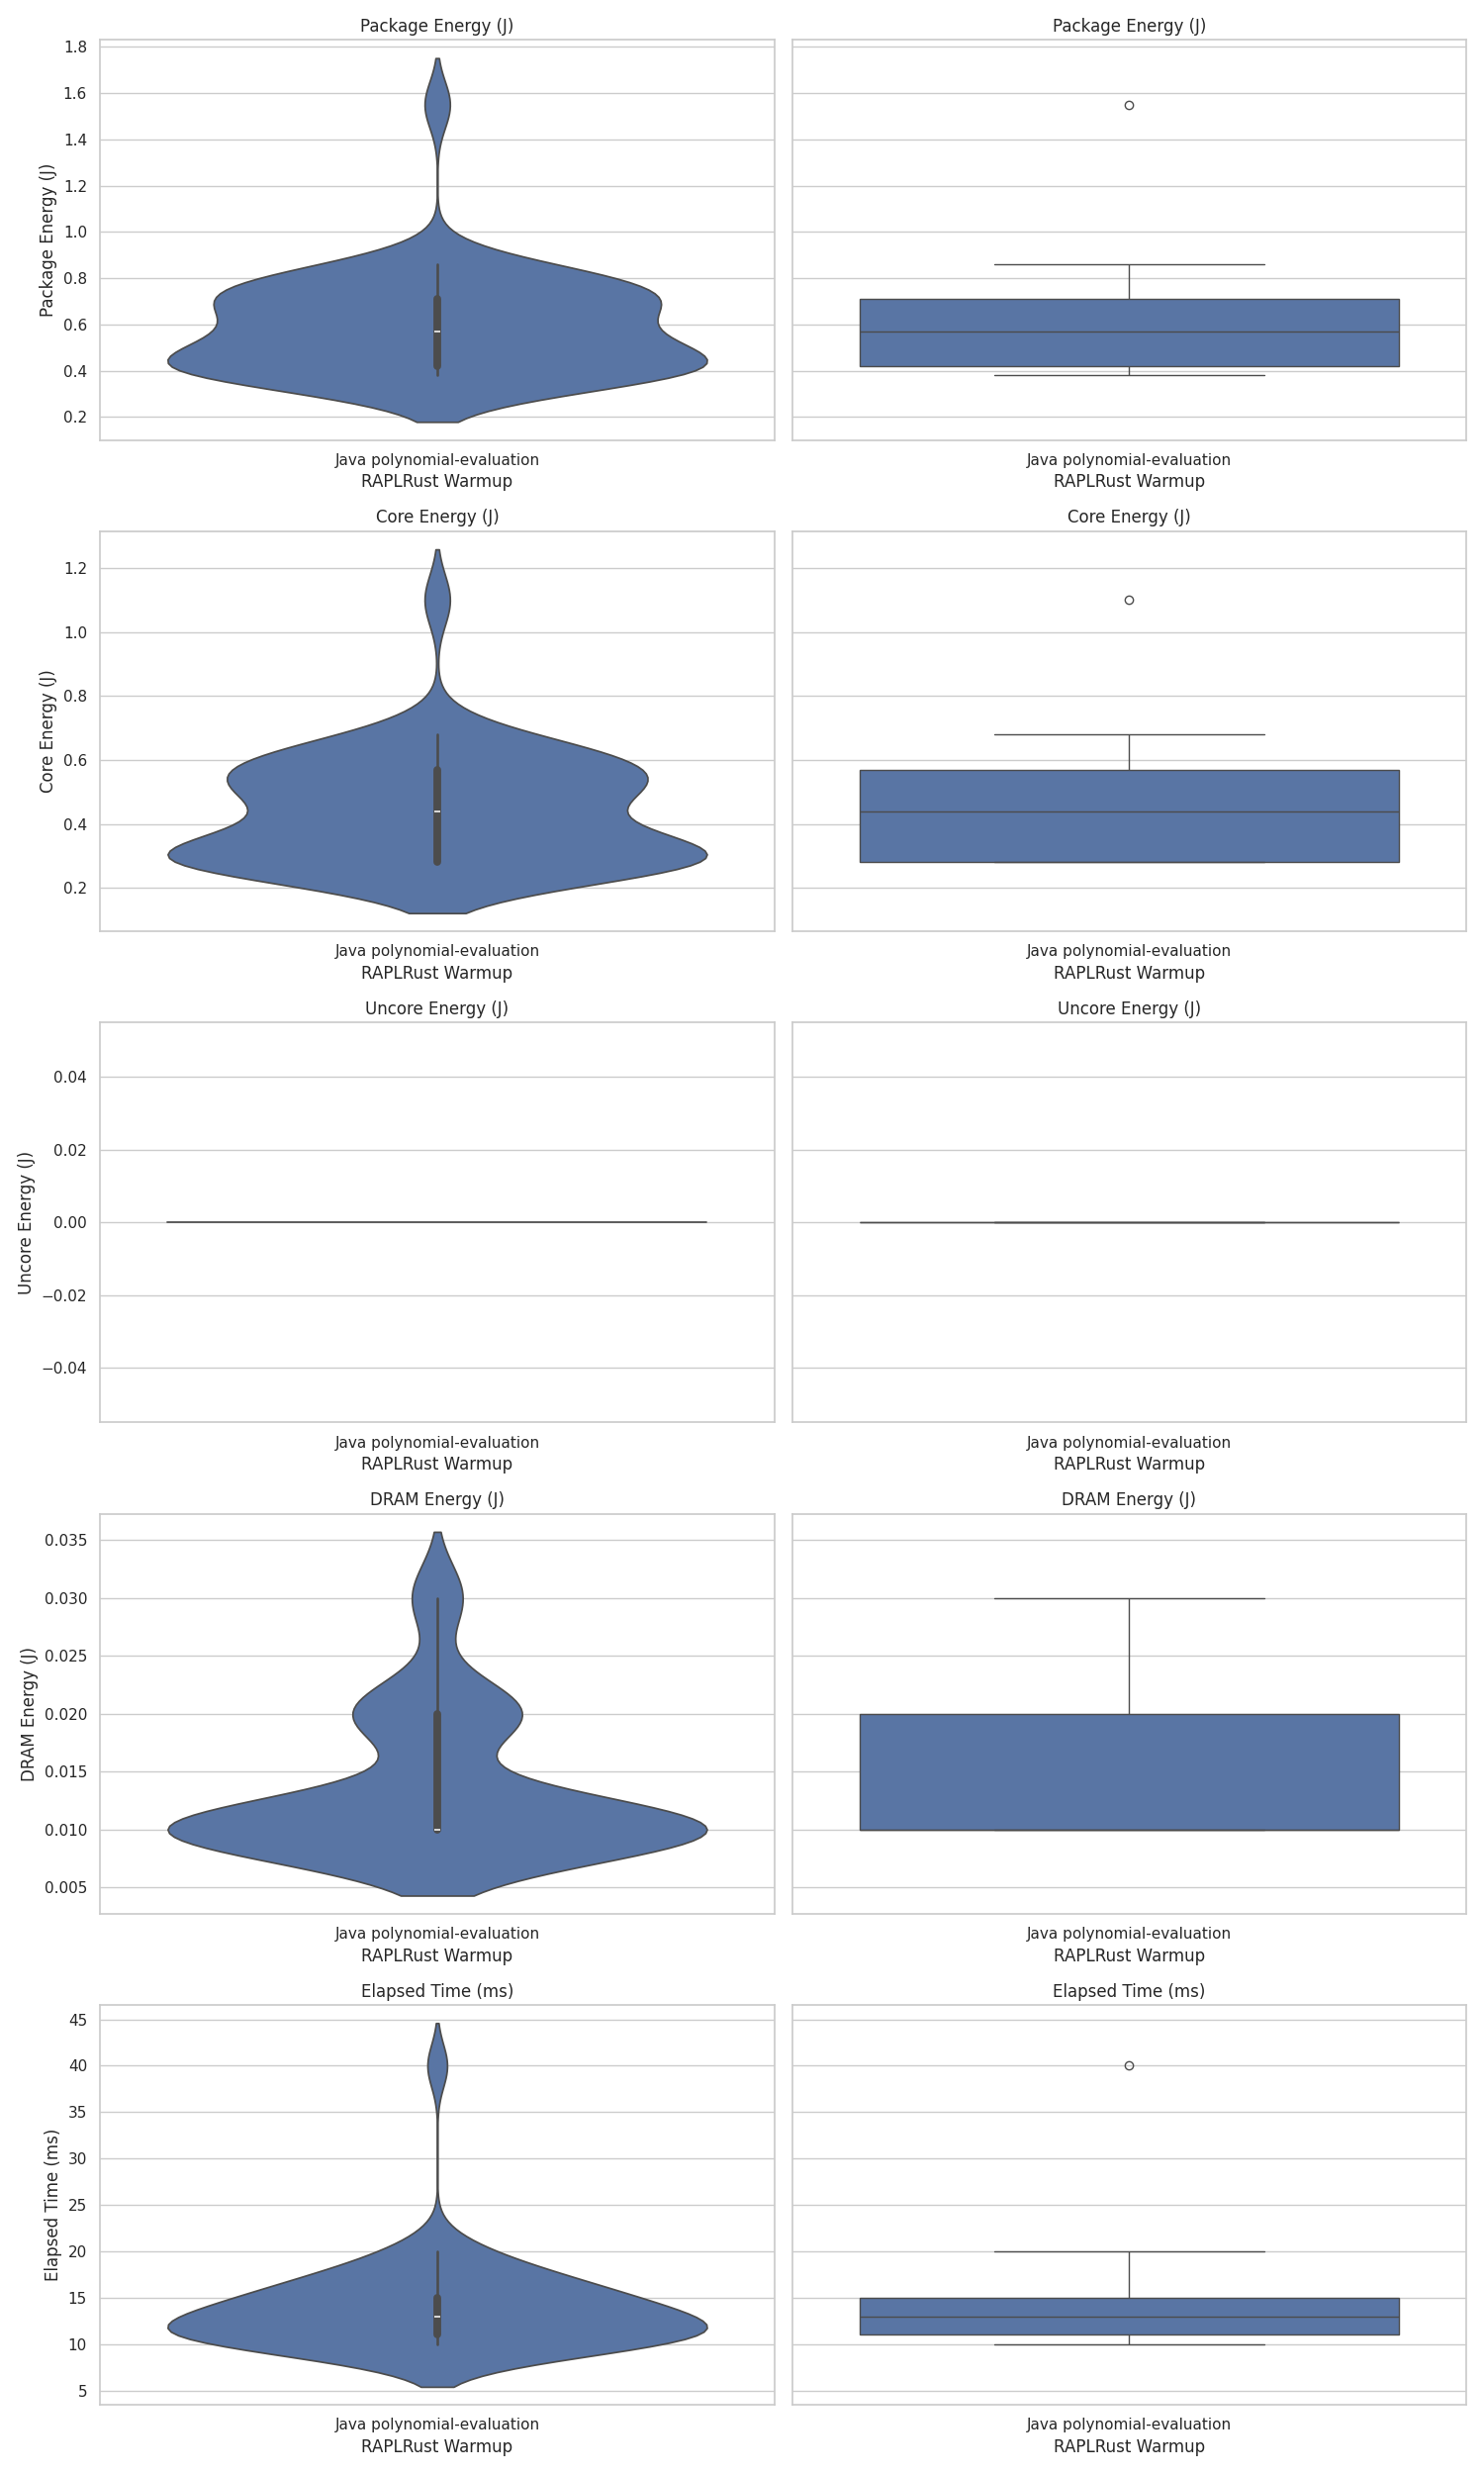 Package Energy (J)
Package Energy (J)
Package Energy (J)
1.8
1.6
1.4
1.2
1.0
0.8
0.6
0.4
0.2
Java polynomial-evaluation
RAPLRust Warmup
Java polynomial-evaluation
RAPLRust Warmup
Core Energy (J)
Core Energy (J)
Core Energy (J)
1.2
1.0
0.8
0.6
0.4
0.2
Java polynomial-evaluation
RAPLRust Warmup
Java polynomial-evaluation
RAPLRust Warmup
Uncore Energy (J)
Uncore Energy (J)
Uncore Energy (J)
0.04
0.02
0.00
−0.02
−0.04
Java polynomial-evaluation
RAPLRust Warmup
Java polynomial-evaluation
RAPLRust Warmup
DRAM Energy (J)
DRAM Energy (J)
DRAM Energy (J)
0.035
0.030
0.025
0.020
0.015
0.010
0.005
Java polynomial-evaluation
RAPLRust Warmup
Java polynomial-evaluation
RAPLRust Warmup
Elapsed Time (ms)
Elapsed Time (ms)
Elapsed Time (ms)
45
40
35
30
25
20
15
10
5
Java polynomial-evaluation
RAPLRust Warmup
Java polynomial-evaluation
RAPLRust Warmup